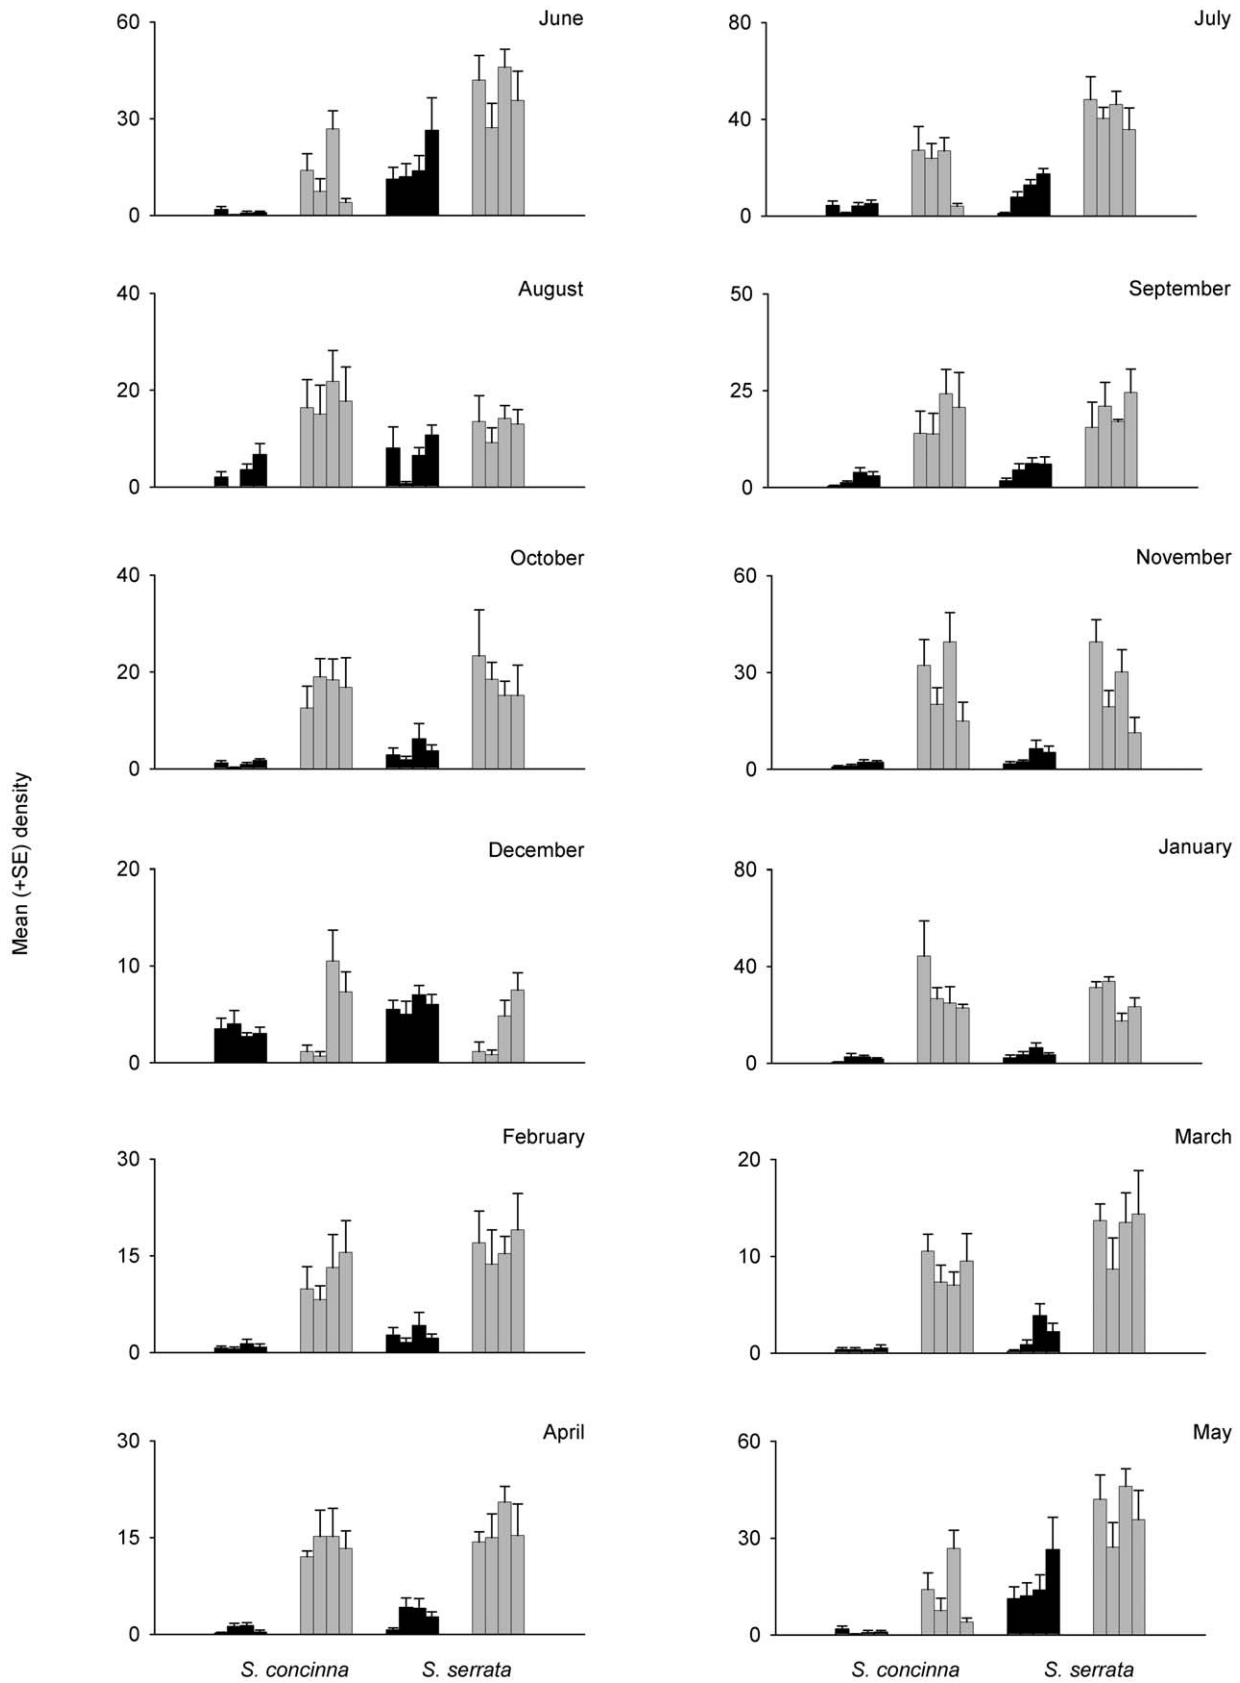 June
60
30
0
July
80
40
0
August
40
20
0
September
50
25
0
October
40
20
0
November
60
30
0
Mean (+SE) density
December
20
10
0
January
80
40
0
February
30
15
0
March
20
10
0
April
30
15
0
May
60
30
0
S. concinna S. serrata
S. concinna S. serrata